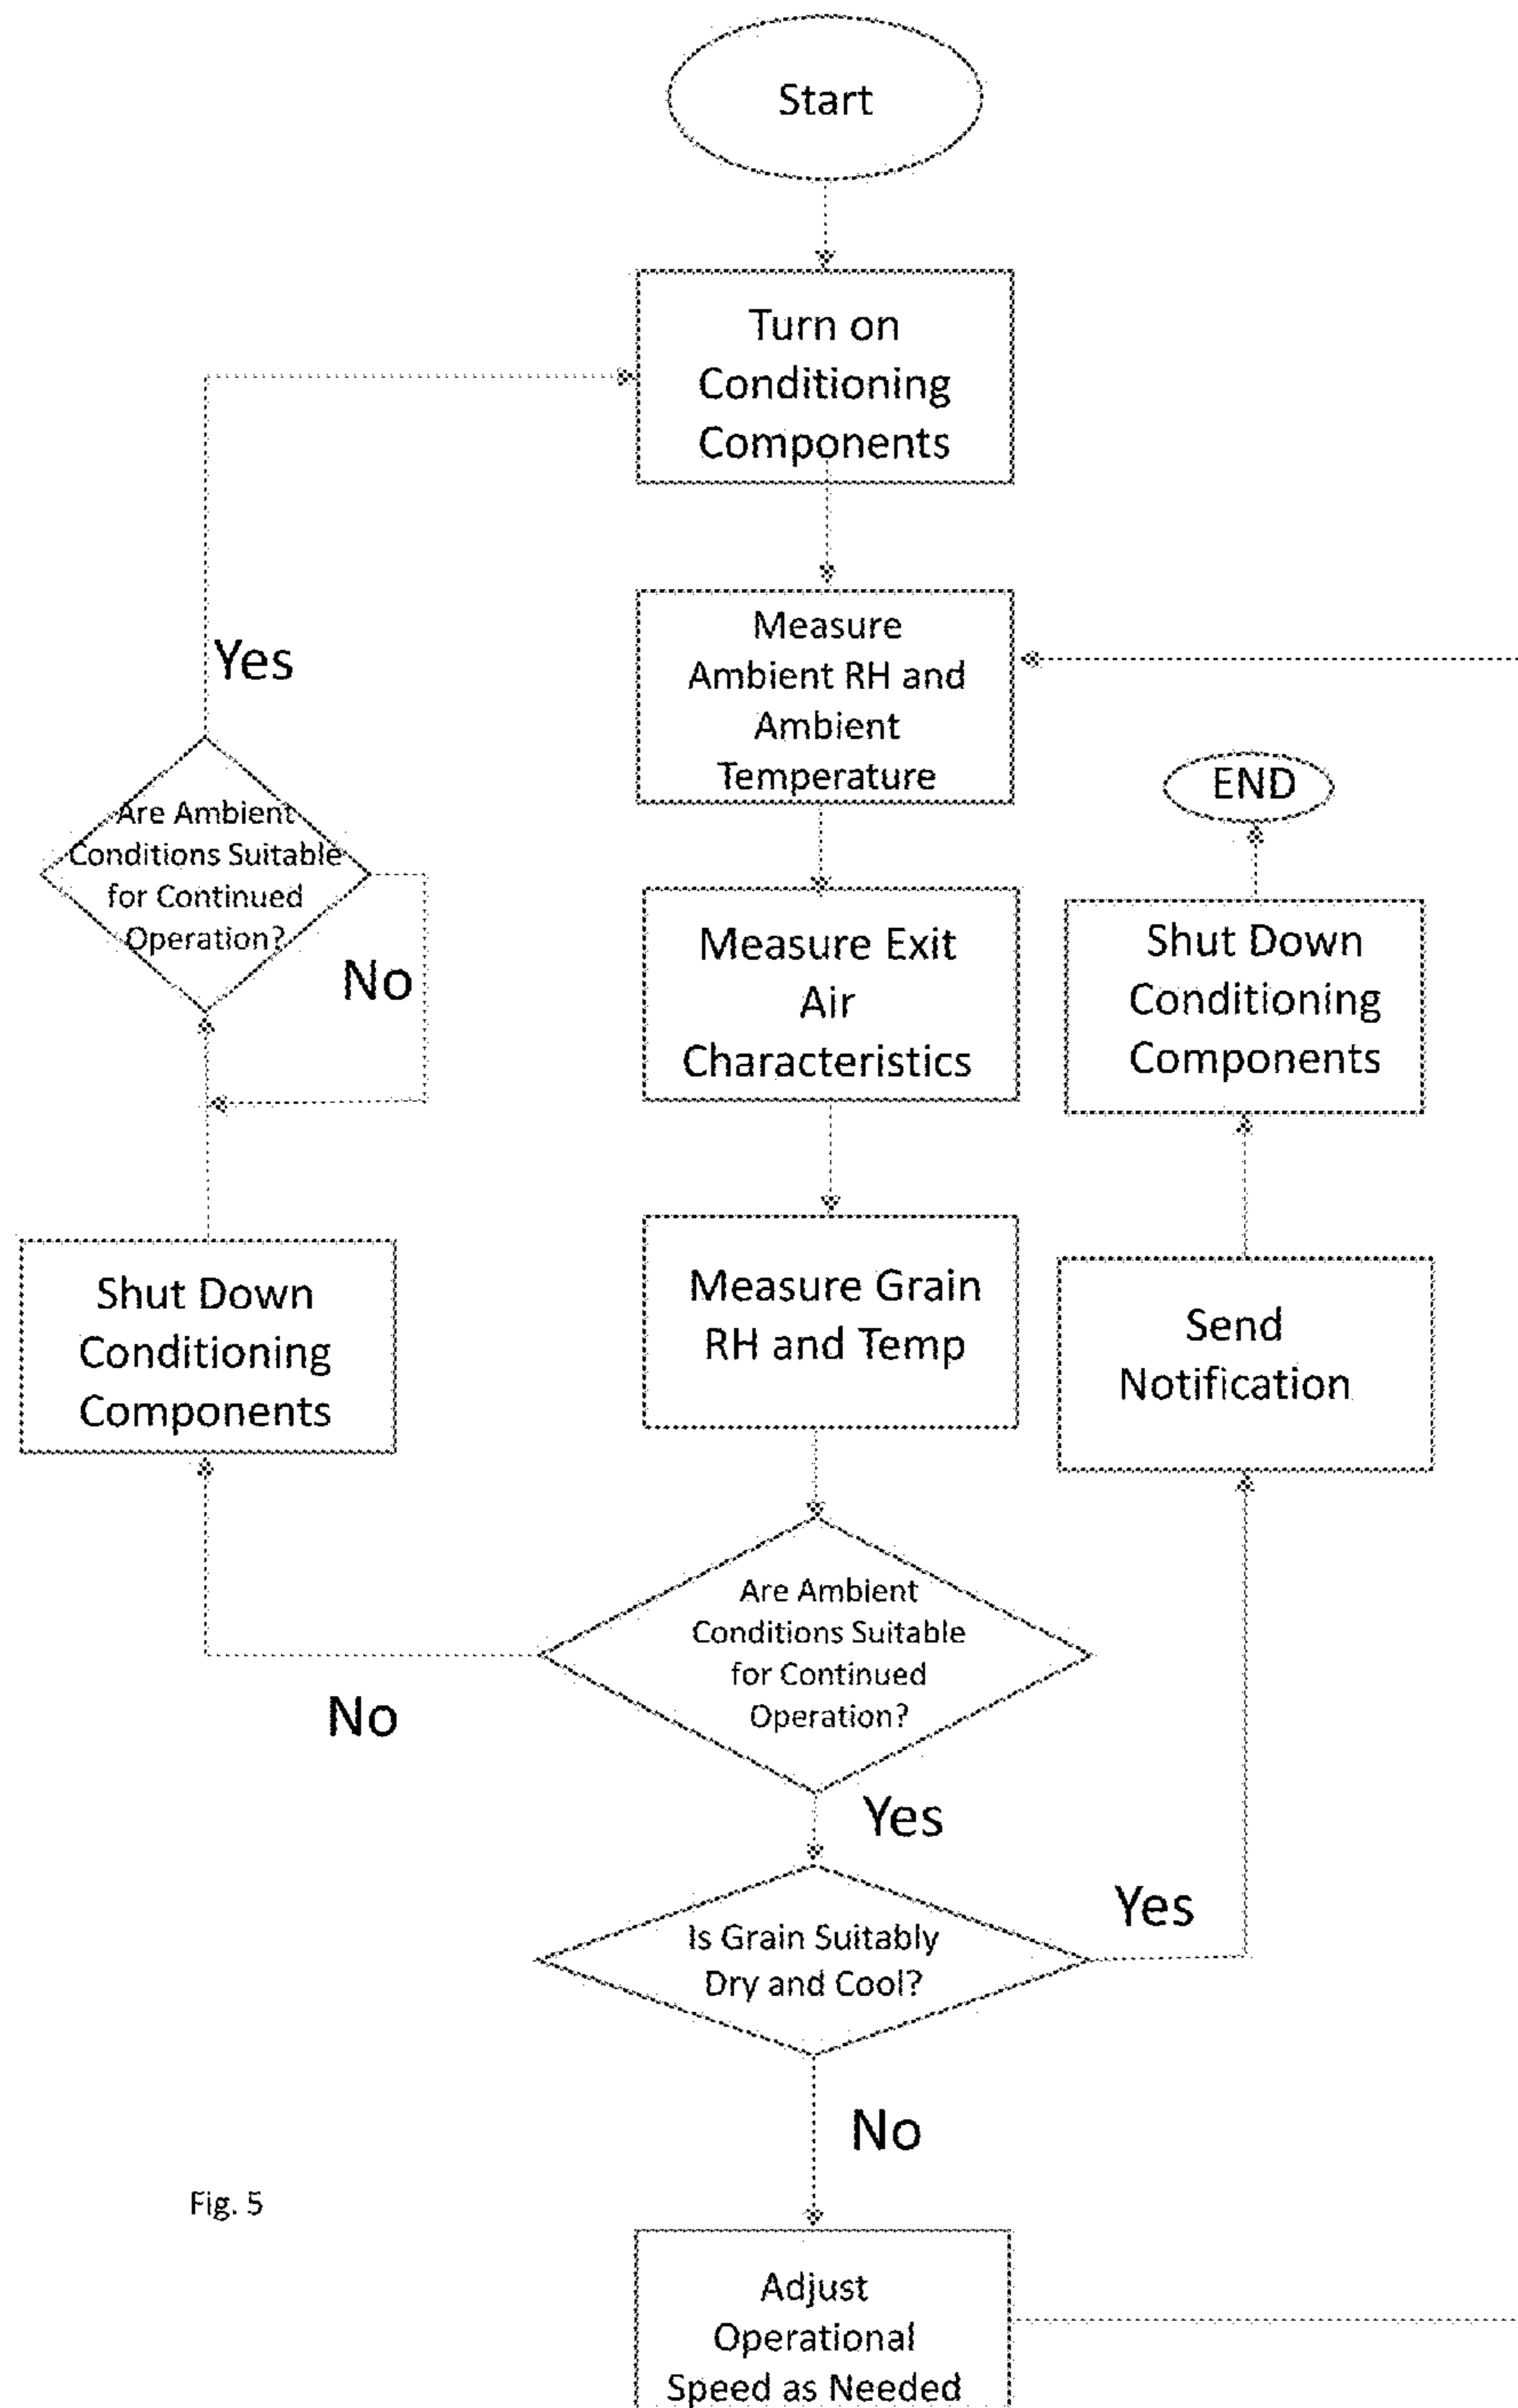 Start
Turn on
Conditioning
Components
Yes
Measure
Ambient RH and
Ambient
Temperature
END
Are Ambient
Conditions Suitable
for Continued
Operation?
No
Measure Exit
Air
Characteristics
Shut Down
Conditioning
Components
Shut Down
Conditioning
Components
Measure Grain
RH and Temp
Send
Notification
Are Ambient
Conditions Suitable
for Continued
Operation?
No
Yes
Yes
Is Grain Suitably
Dry and Cool?
No
Fig. 5
Adjust
Operational
Speed as Needed